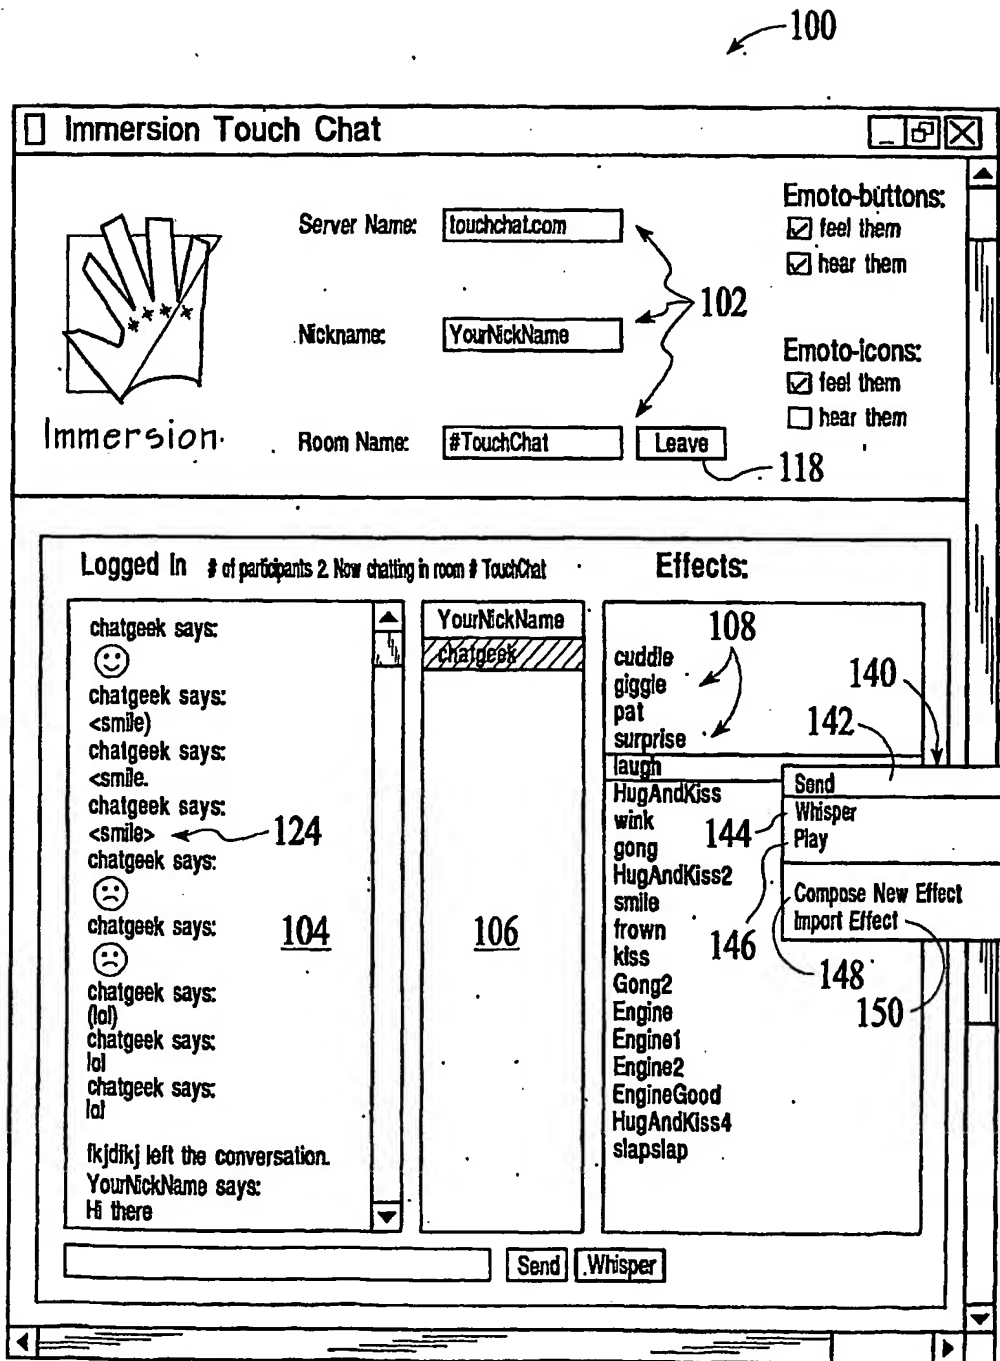 100
Immersion Touch Chat
Server Name: touchchat.com
Nickname: YourNickName
Room Name: #TouchChat Leave
102
118
Emoto-buttons:
feel them
hear them
Emoto-icons:
feel them
hear them
Immersion
Logged In # of participants 2. Now chatting in room # TouchChat
Effects:
chatgeek says:
chatgeek says:
<smile)
chatgeek says:
<smile.
chatgeek says:
<smile>
124
chatgeek says:
chatgeek says:
chatgeek says:
(lol)
chatgeek says:
lol
chatgeek says:
lol
fkjdfkj left the conversation.
YourNickName says:
Hi there
104
YourNickName
chatgeek
106
108
cuddle
giggle
pat
surprise
laugh
HugAndKiss
wink
gong
HugAndKiss2
smile
frown
kiss
Gong2
Engine
Engine1
Engine2
EngineGood
HugAndKiss4
slapslap
140
142
Send
Whisper
Play
Compose New Effect
Import Effect
144
146
148
150
Send Whisper